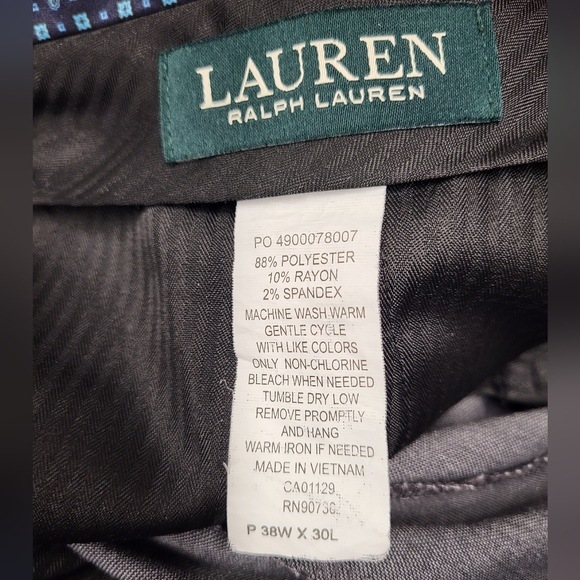 LAUREN
RALPH LAUREN
PO 4900078007
88% POLYESTER
10% RAYON
2% SPANDEX
MACHINE WASH WARM
GENTLE CYCLE
WITH LIKE COLORS
ONLY NON-CHLORINE
BLEACH WHEN NEEDED
TUMBLE DRY LOW
REMOVE PROMPTLY
AND HANG
WARM IRON IF NEEDED
MADE IN VIETNAM
CA01129
P 38W X 30L